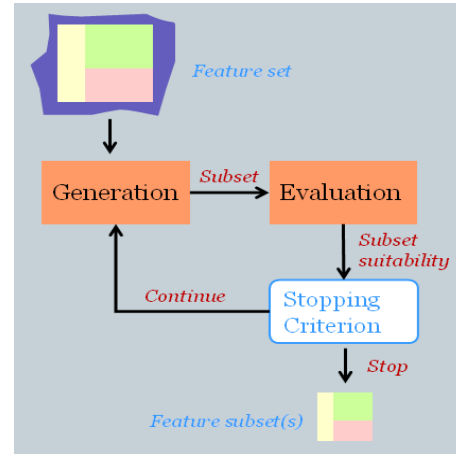 Feature set
Generation
Subset
Evaluation
Subset
suitability
Continue
Stopping
Criterion
Stop
Feature subset(s)